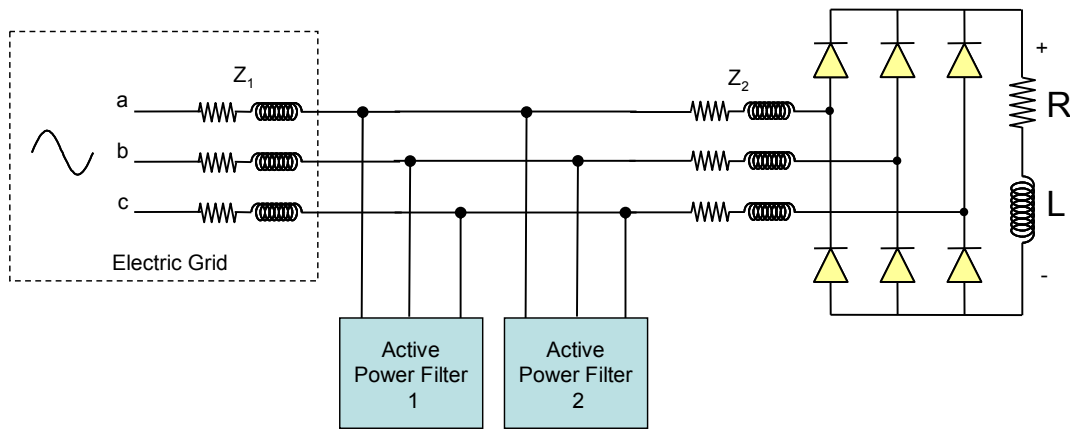 Z1
Z2
+
a
R
b
c
L
Electric Grid
-
Active
Power Filter
1
Active
Power Filter
2